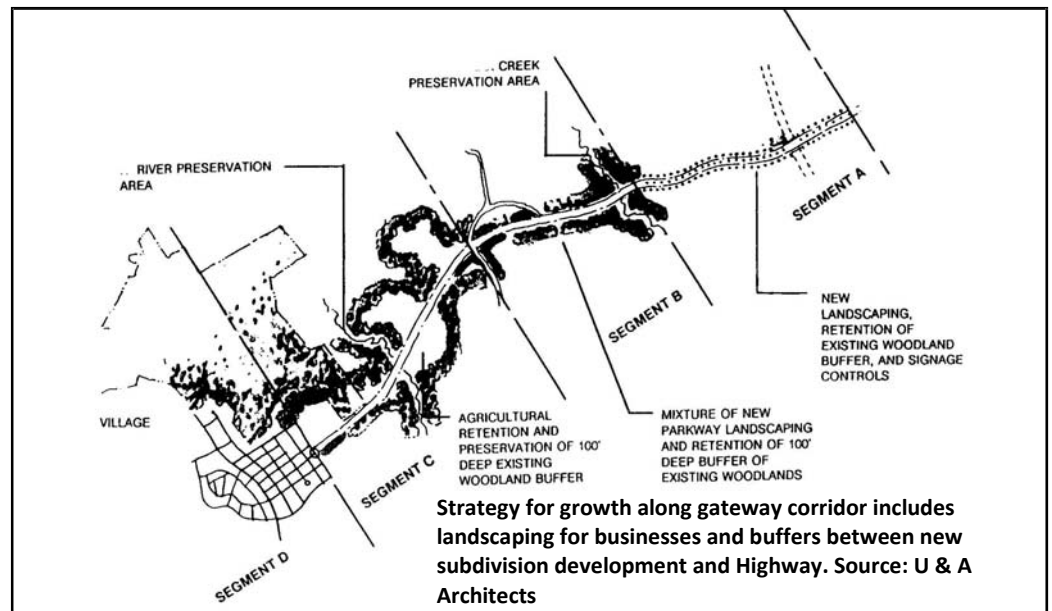 CREEK
PRESERVATION AREA
RIVER PRESERVATION
AREA
SEGMENT A
SEGMENT B
NEW
LANDSCAPING,
RETENTION OF
EXISTING WOODLAND
BUFFER, AND SIGNAGE
CONTROLS
VILLAGE
AGRICULTURAL
RETENTION AND
PRESERVATION OF 100'
DEEP EXISTING
WOODLAND BUFFER
MIXTURE OF NEW
PARKWAY LANDSCAPING
AND RETENTION OF 100'
DEEP BUFFER OF
EXISTING WOODLANDS
SEGMENT C
SEGMENT D
Strategy for growth along gateway corridor includes
landscaping for businesses and buffers between new
subdivision development and Highway. Source: U & A
Architects